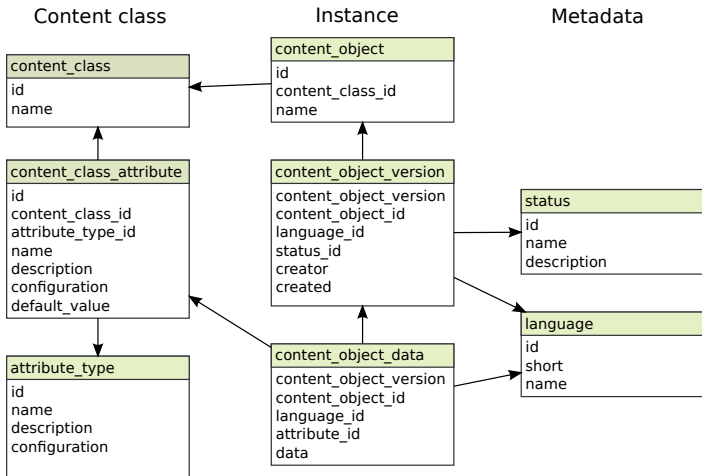 Content class
Instance
Metadata
content_class
id
name
content_class_attribute
id
content_class_id
attribute_type_id
name
description
configuration
default_value
attribute_type
id
name
description
configuration
content_object
id
content_class_id
name
content_object_version
content_object_version
content_object_id
language_id
status_id
creator
created
content_object_data
content_object_version
content_object_id
language_id
attribute_id
data
status
id
name
description
language
id
short
name